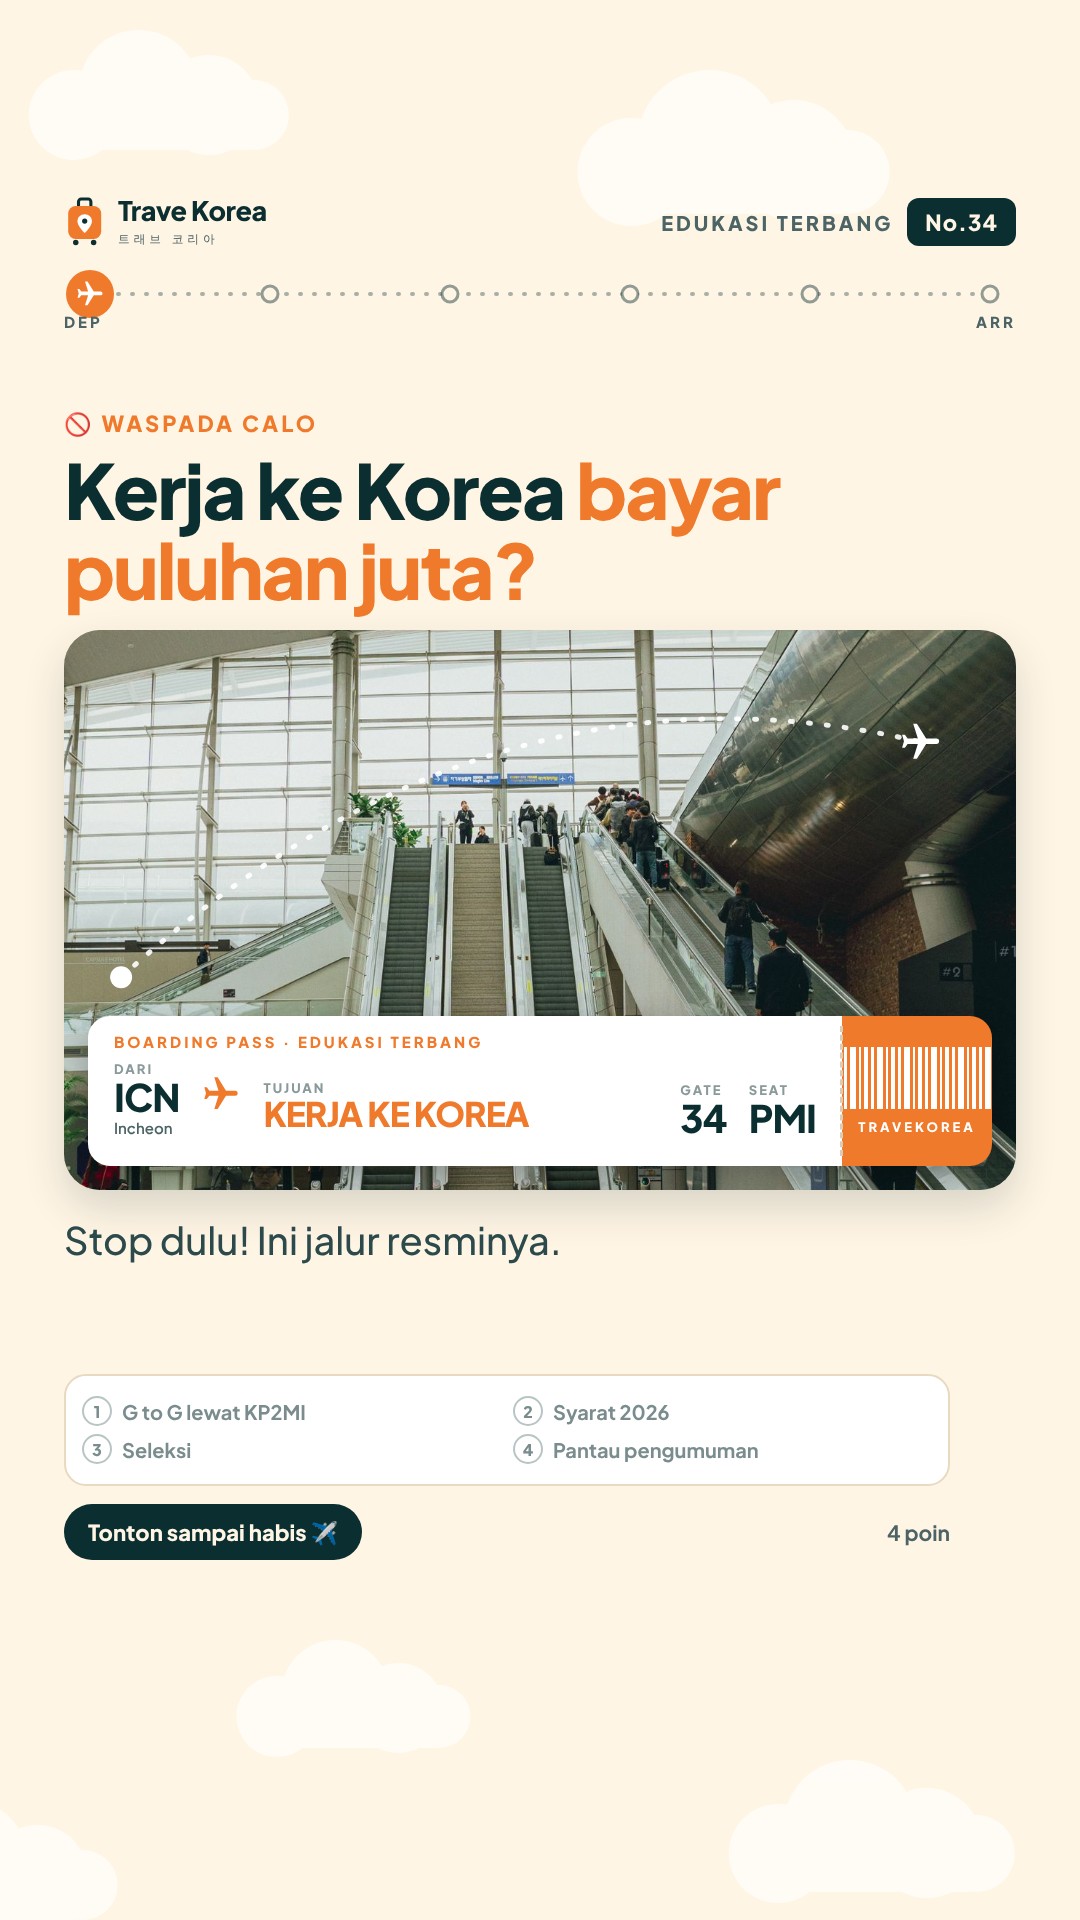 Trave Korea
트래브 코리아
EDUKASI TERBANG
No.34
DEP
ARR
🚫 WASPADA CALO
Kerja ke Korea bayar
puluhan juta?
#2
BOARDING PASS · EDUKASI TERBANG
DARI
ICN
Incheon
TUJUAN
KERJA KE KOREA
GATE
34
SEAT
PMI
TRAVEKOREA
Stop dulu! Ini jalur resminya.
1 G to G lewat KP2MI
2 Syarat 2026
3 Seleksi
4 Pantau pengumuman
Tonton sampai habis ✈️
4 poin